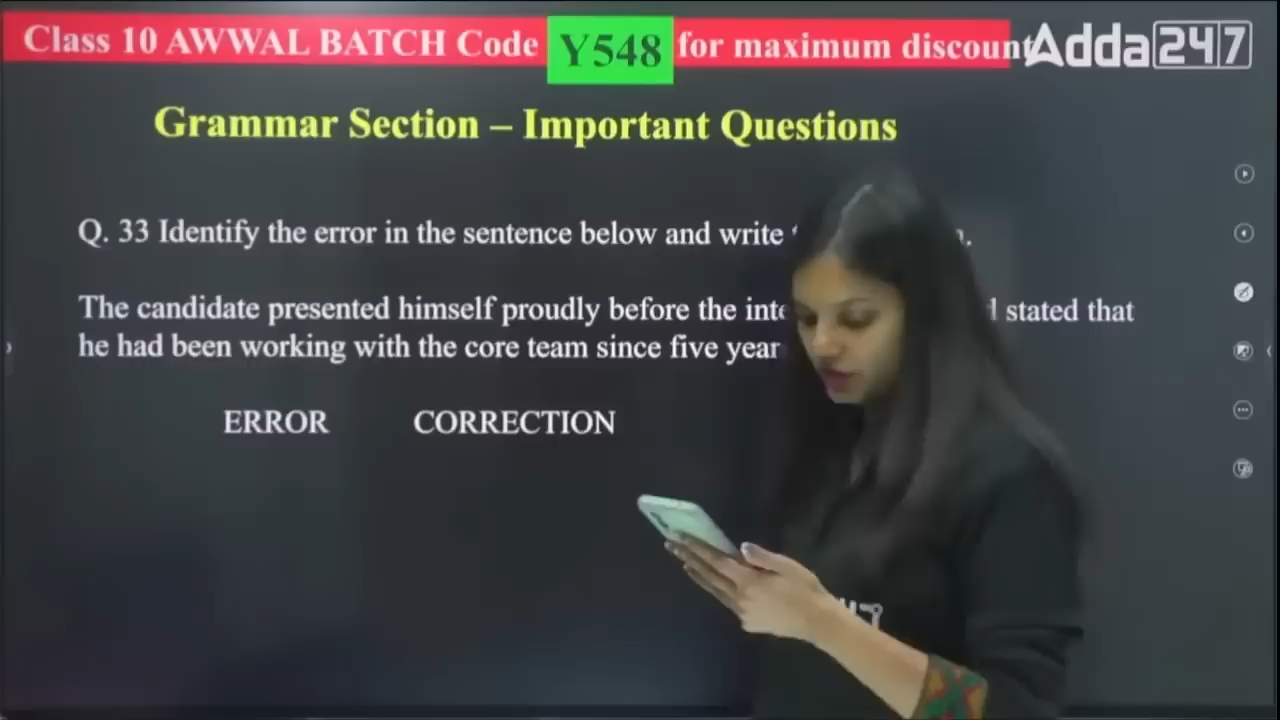 Class 10 AWWAL BATCH Code Y548 for maximum discount
Adda247
Grammar Section – Important Questions
Q. 33 Identify the error in the sentence below and write
The candidate presented himself proudly before the stated that
he had been working with the core team since five year
ERROR CORRECTION